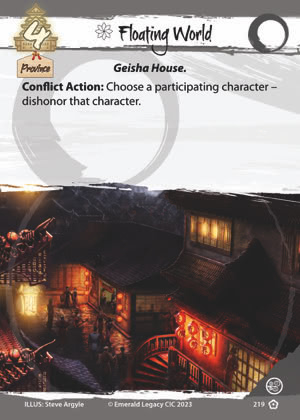 4
Floating World
Province
Geisha House.
Conflict Action: Choose a participating character –
dishonor that character.
ILLUS: Steve Argyle © Emerald Legacy CIC 2023 219